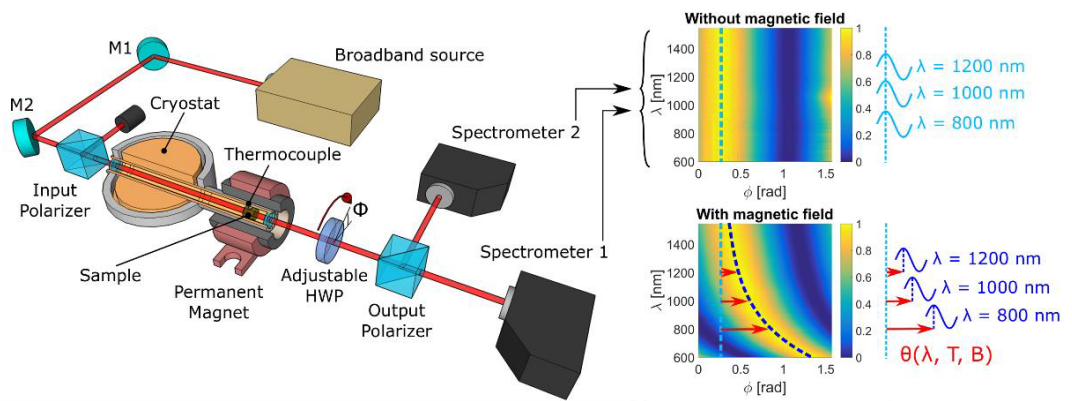 M1
Broadband source
M2
Cryostat
Thermocouple
Input
Polarizer
Sample
Permanent
Magnet
Φ
Adjustable
HWP
Output
Polarizer
Spectrometer 2
Spectrometer 1
Without magnetic field
λ [nm]
1400
1200
1000
800
600
0 0.5 1 1.5
ϕ [rad]
1
0.8
0.6
0.4
0.2
0
λ = 1200 nm
λ = 1000 nm
λ = 800 nm
With magnetic field
λ[nm]
1400
1200
1000
800
600
0 0.5 1 1.5
ϕ [rad]
1
0.8
0.6
0.4
0.2
0
λ = 1200 nm
λ = 1000 nm
λ = 800 nm
θ(λ, T, B)